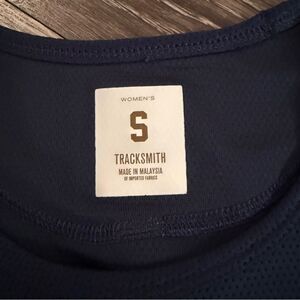 WOMEN'S
S
TRACKSMITH
MADE IN MALAYSIA
OF IMPORTED FABRICS